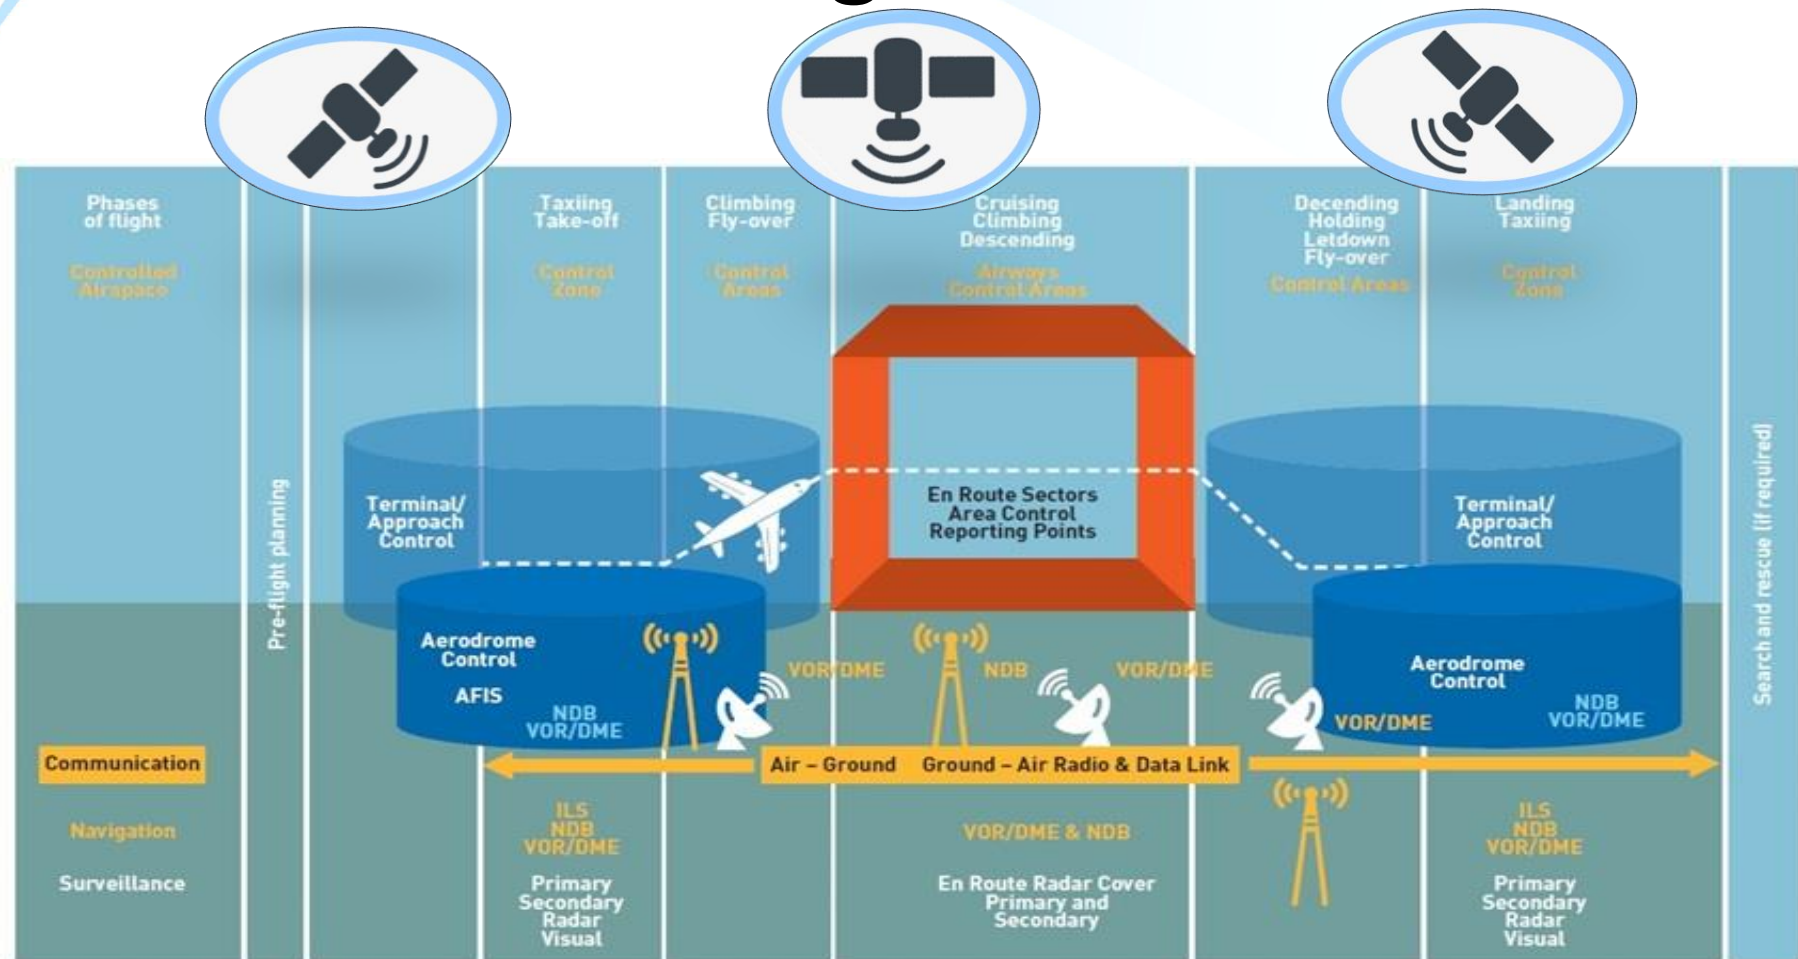 Phases
of flight
Controlled
Airspace
Pre-flight planning
Taxiing
Take-off
Control
Zone
Climbing
Fly-over
Control
Areas
Cruising
Climbing
Descending
Airways
Control Areas
Decending
Holding
Letdown
Fly-over
Control Areas
Landing
Taxiing
Control
Zone
Search and rescue (if required)
Terminal/
Approach
Control
En Route Sectors
Area Control
Reporting Points
Terminal/
Approach
Control
Aerodrome
Control
AFIS
NDB
VOR/DME
VOR/DME
NDB
VOR/DME
VOR/DME
Aerodrome
Control
NDB
VOR/DME
Communication
Air – Ground Ground – Air Radio & Data Link
Navigation
ILS
NDB
VOR/DME
VOR/DME & NDB
ILS
NDB
VOR/DME
Surveillance
Primary
Secondary
Radar
Visual
En Route Radar Cover
Primary and
Secondary
Primary
Secondary
Radar
Visual